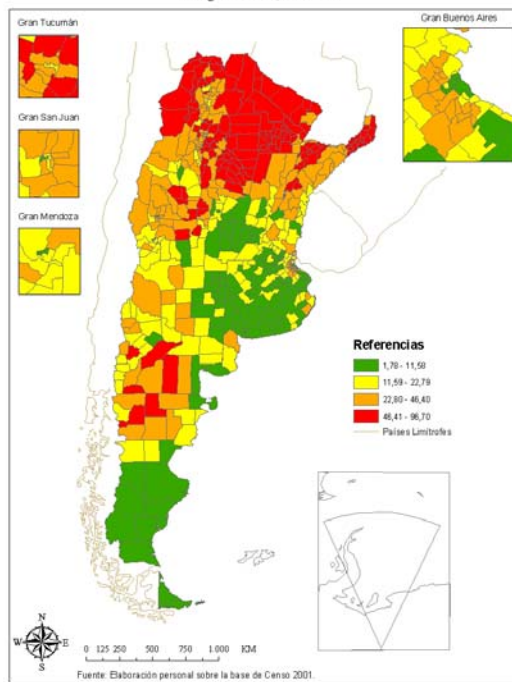 Gran Tucumán
Gran Buenos Aires
Gran San Juan
Gran Mendoza
Referencias
1,78 - 11,58
11,59 - 22,79
22,80 - 46,40
46,41 - 96,70
Países Limítrofes
N
W
E
S
0 125 250 500 750 1.000 KM
Fuente: Elaboración personal sobre la base de Censo 2001.